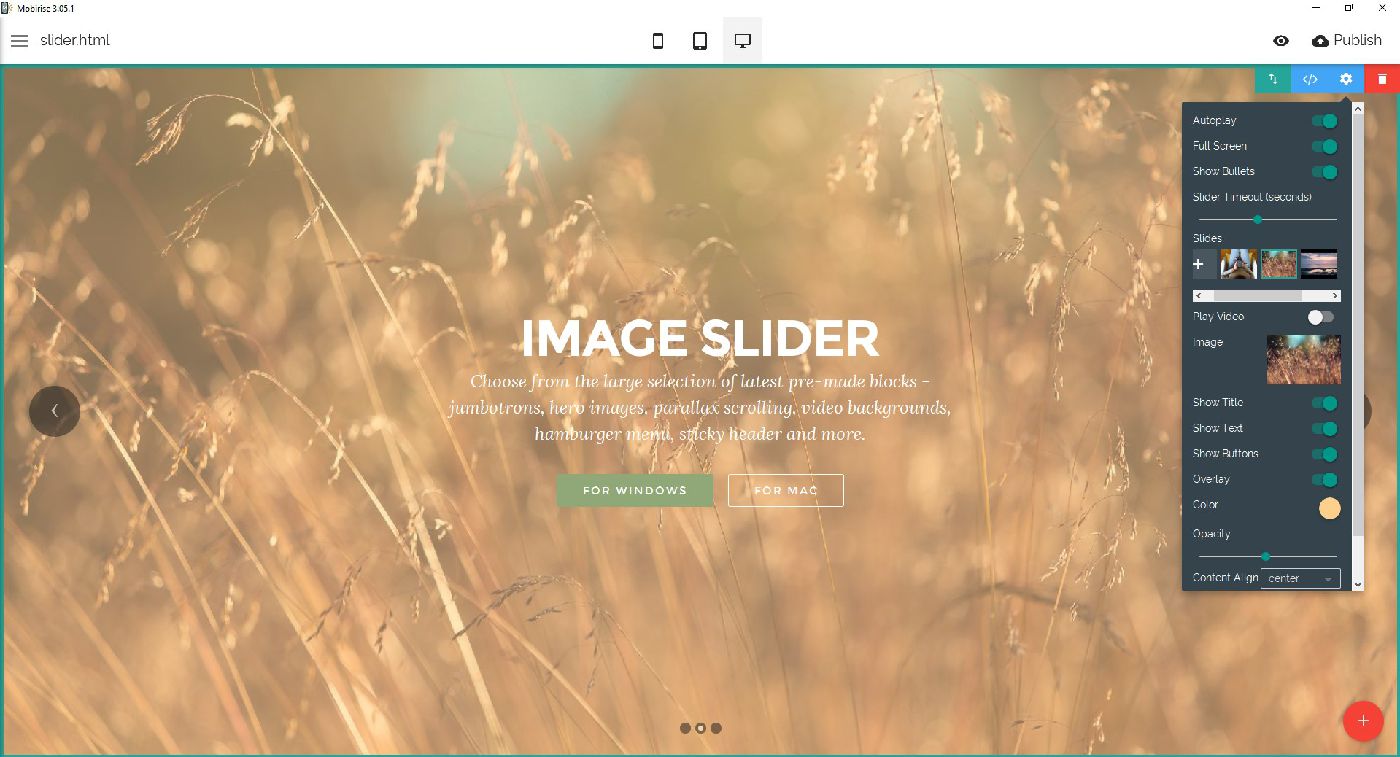 Mobirise 3.05.1
slider.html
Publish
Autoplay
Full Screen
Show Bullets
Slider Timeout (seconds)
Slides
Play Video
Image
Show Title
Show Text
Show Buttons
Overlay
Color
Opacity
Content Align center
IMAGE SLIDER
Choose from the large selection of latest pre-made blocks -
jumbotrons, hero images, parallax scrolling, video backgrounds,
hamburger menu, sticky header and more.
FOR WINDOWS FOR MAC